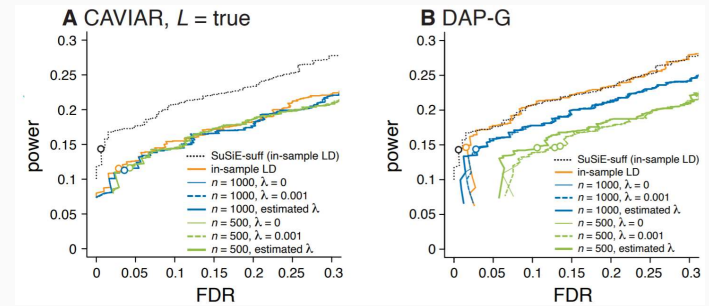 A CAVIAR, L = true
0.3
0.25
0.2
0.15
0.1
0.05
0
power
SuSiE-suff (in-sample LD)
in-sample LD
n = 1000, λ = 0
n = 1000, λ = 0.001
n = 1000, estimated λ
n = 500, λ = 0
n = 500, λ = 0.001
n = 500, estimated λ
0 0.05 0.1 0.15 0.2 0.25 0.3
FDR
B DAP-G
0.3
0.25
0.2
0.15
0.1
0.05
0
power
SuSiE-suff (in-sample LD)
in-sample LD
n = 1000, λ = 0
n = 1000, λ = 0.001
n = 1000, estimated λ
n = 500, λ = 0
n = 500, λ = 0.001
n = 500, estimated λ
0 0.05 0.1 0.15 0.2 0.25 0.3
FDR